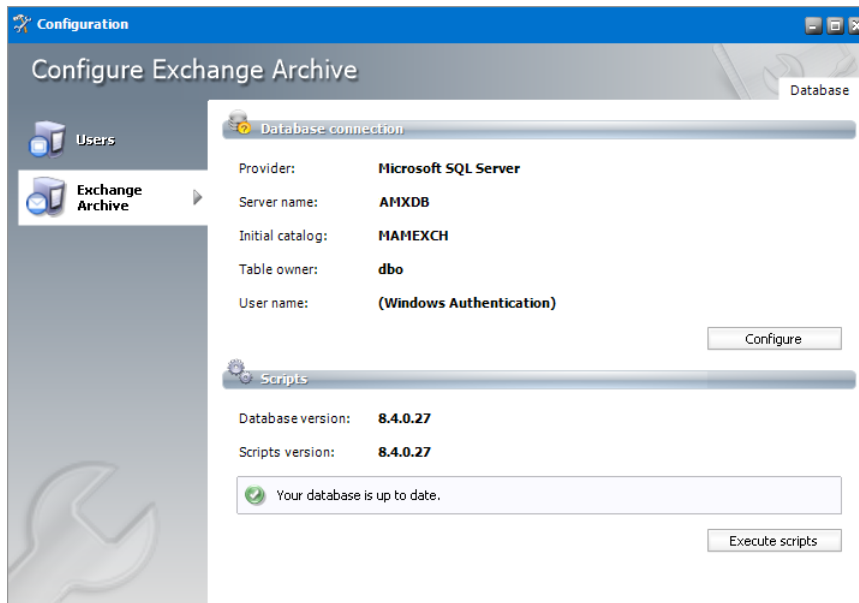 Configuration
Configure Exchange Archive
Database
Users
Exchange
Archive
Database connection
Provider: Microsoft SQL Server
Server name: AMXDB
Initial catalog: MAMEXCH
Table owner: dbo
User name: (Windows Authentication)
Configure
Scripts
Database version: 8.4.0.27
Scripts version: 8.4.0.27
Your database is up to date.
Execute scripts